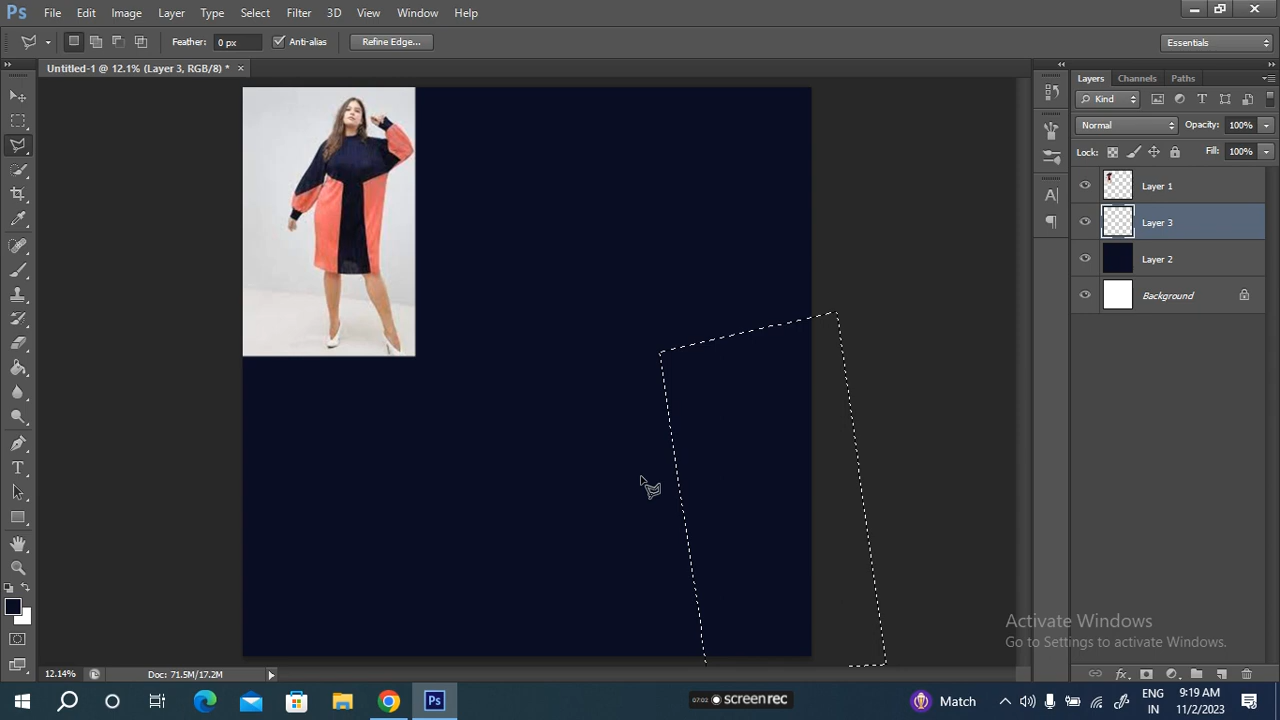 Ps File Edit Image Layer Type Select Filter 3D View Window Help
Feather: 0 px Anti-alias Refine Edge... Essentials
Untitled-1 @ 12.1% (Layer 3, RGB/8) * ×
Layers Channels Paths
Kind
Normal Opacity: 100%
Lock: Fill: 100%
Layer 1
Layer 3
Layer 2
Background
Activate Windows
Go to Settings to activate Windows.
12.14% Doc: 71.5M/17.2M
07:02 screenrec
Ps
Match
ENG
IN
9:19 AM
11/2/2023